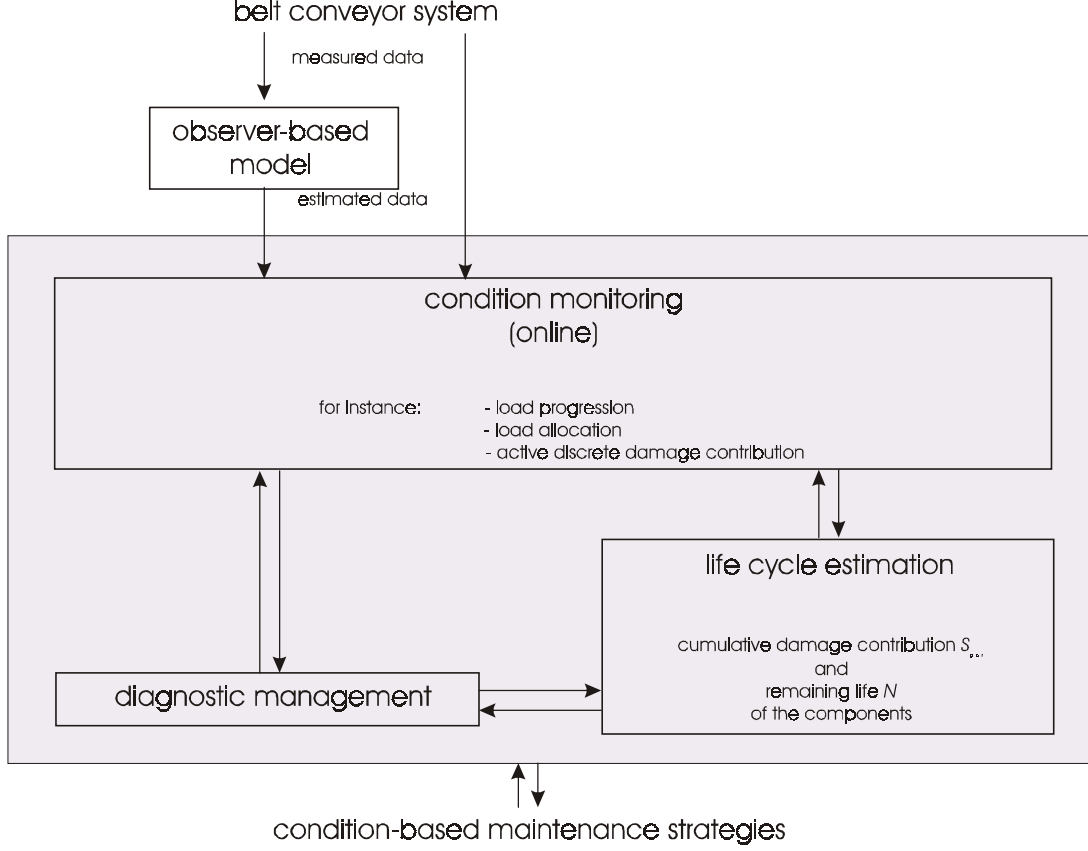 belt conveyor system
measured data
observer-based
model
estimated data
condition monitoring
(online)
for instance: - load progression
- load allocation
- active discrete damage contribution
life cycle estimation
cumulative damage contribution S
and
remaining life N
of the components
diagnostic management
condition-based maintenance strategies